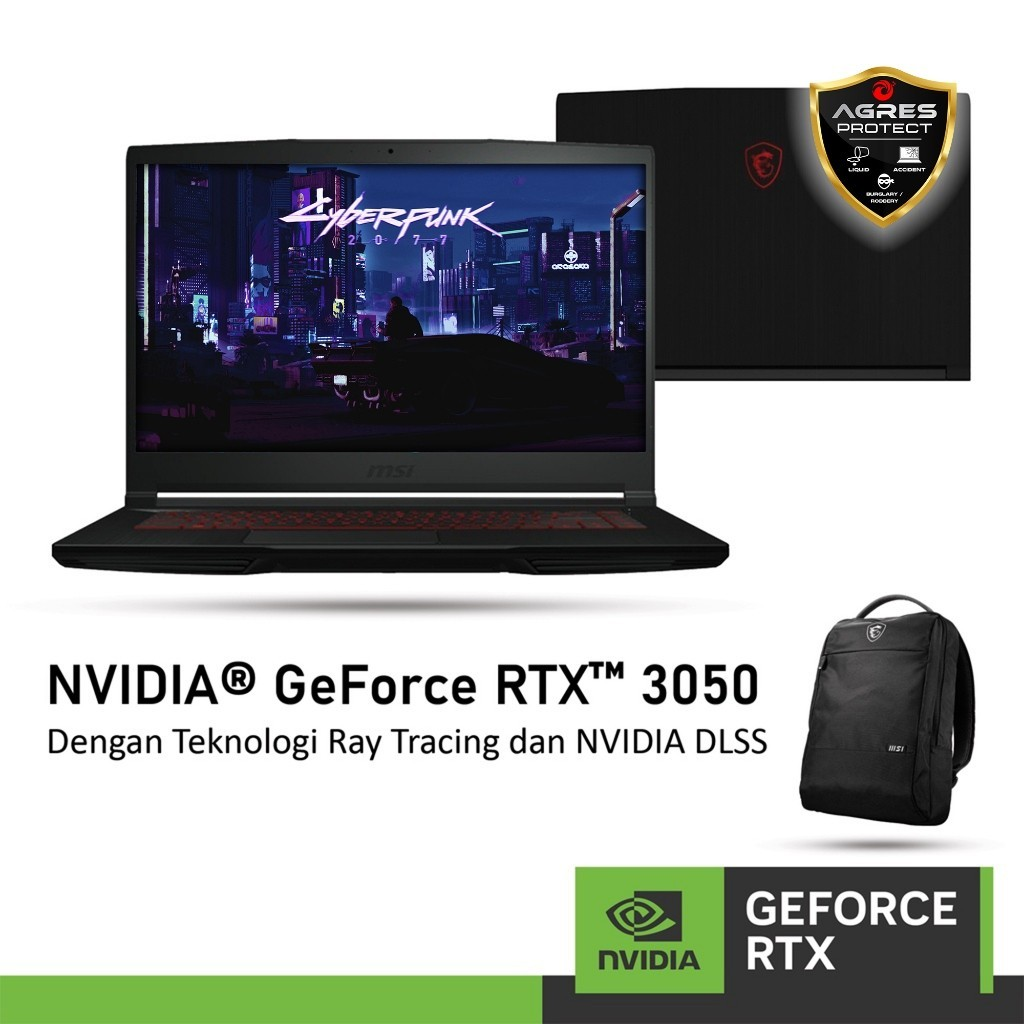 AGRES
PROTECT
LIQUID
ACCIDENT
BURGLARY /
ROBBERY
Cyberpunk
2077
arasaka
msi
NVIDIA® GeForce RTX™ 3050
Dengan Teknologi Ray Tracing dan NVIDIA DLSS
msi
NVIDIA
GEFORCE
RTX